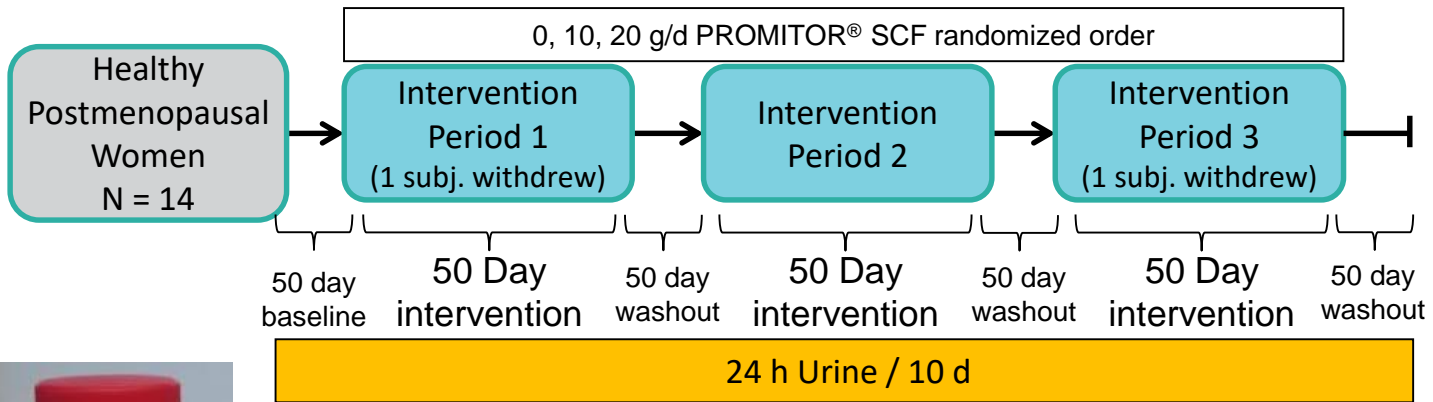 0, 10, 20 g/d PROMITOR® SCF randomized order
Healthy
Postmenopausal
Women
N = 14
Intervention
Period 1
(1 subj. withdrew)
Intervention
Period 2
Intervention
Period 3
(1 subj. withdrew)
50 day
baseline
50 Day
intervention
50 day
washout
50 Day
intervention
50 day
washout
50 Day
intervention
50 day
washout
24 h Urine / 10 d